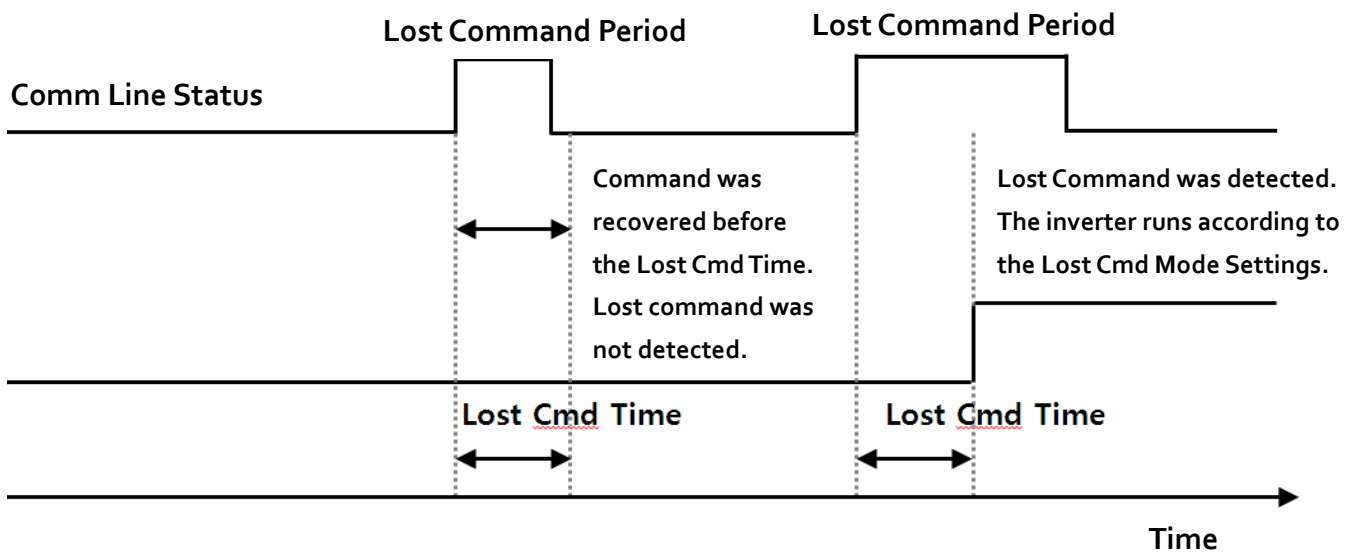 Lost Command Period
Lost Command Period
Comm Line Status
Command was
recovered before
the Lost Cmd Time.
Lost command was
not detected.
Lost Command was detected.
The inverter runs according to
the Lost Cmd Mode Settings.
Lost Cmd Time
Lost Cmd Time
Time